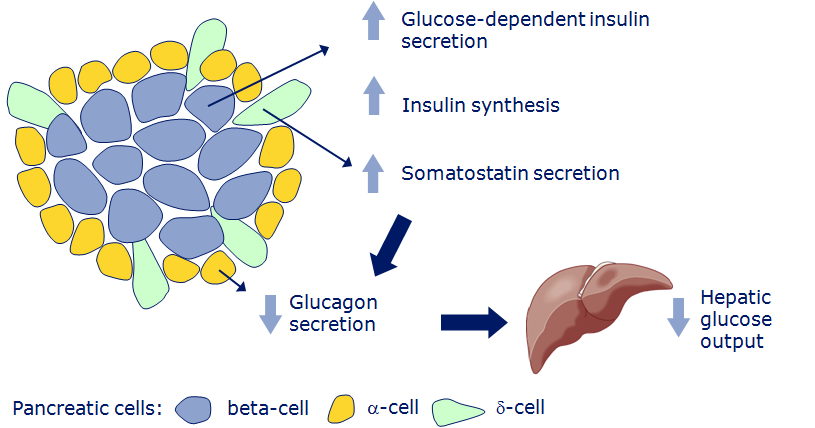 Glucose-dependent insulin
secretion
Insulin synthesis
Somatostatin secretion
Glucagon
secretion
Hepatic
glucose
output
Pancreatic cells: beta-cell α-cell δ-cell